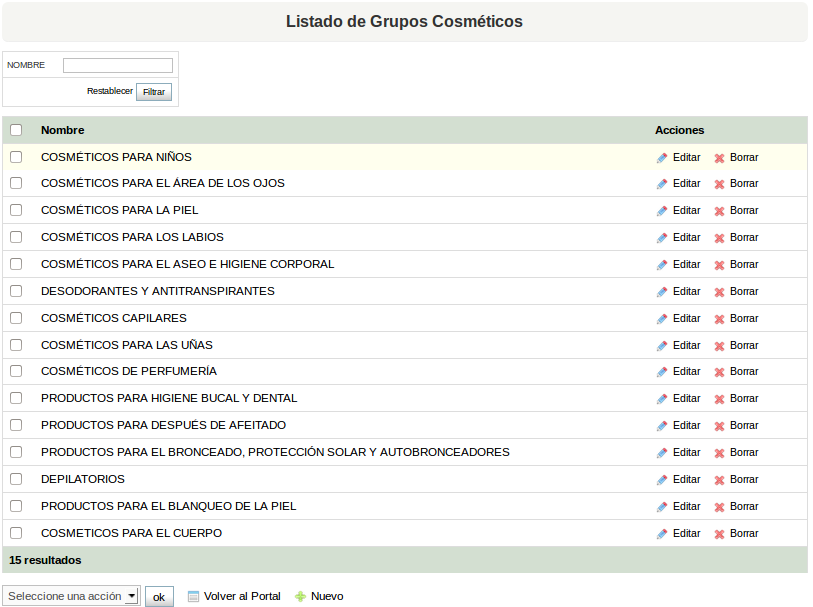 Listado de Grupos Cosméticos
NOMBRE
Restablecer Filtrar
Nombre Acciones
COSMÉTICOS PARA NIÑOS Editar Borrar
COSMÉTICOS PARA EL ÁREA DE LOS OJOS Editar Borrar
COSMÉTICOS PARA LA PIEL Editar Borrar
COSMÉTICOS PARA LOS LABIOS Editar Borrar
COSMÉTICOS PARA EL ASEO E HIGIENE CORPORAL Editar Borrar
DESODORANTES Y ANTITRANSPIRANTES Editar Borrar
COSMÉTICOS CAPILARES Editar Borrar
COSMÉTICOS PARA LAS UÑAS Editar Borrar
COSMÉTICOS DE PERFUMERÍA Editar Borrar
PRODUCTOS PARA HIGIENE BUCAL Y DENTAL Editar Borrar
PRODUCTOS PARA DESPUÉS DE AFEITADO Editar Borrar
PRODUCTOS PARA EL BRONCEADO, PROTECCIÓN SOLAR Y AUTOBRONCEADORES Editar Borrar
DEPILATORIOS Editar Borrar
PRODUCTOS PARA EL BLANQUEO DE LA PIEL Editar Borrar
COSMETICOS PARA EL CUERPO Editar Borrar
15 resultados
Seleccione una acción ok Volver al Portal Nuevo